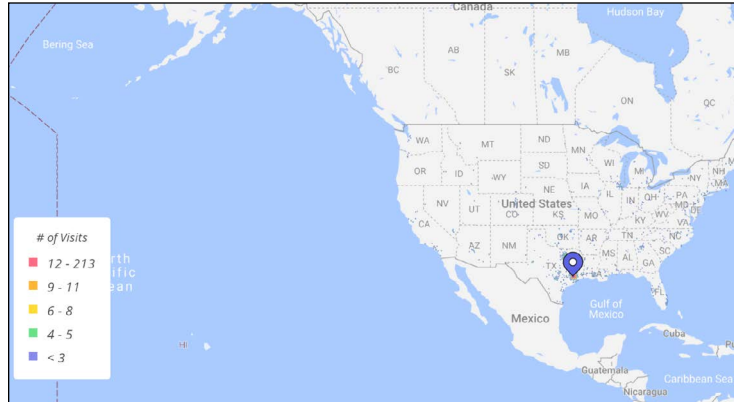 Canada
Hudson Bay
Bering Sea
AB
MB
BC
SK
ON
QC
WA
MT
ND
MN
OR
ID
SD
WI
MI
NY
NH
MA
WY
NE
IA
PA
NV
UT
United States
CO
KS
MO
IL
IN
OH
MD
DE
KY
WV
VA
CA
AZ
NM
OK
AR
TN
NC
SC
MS
AL
GA
TX
LA
FL
# of Visits
12 - 213
9 - 11
6 - 8
4 - 5
< 3
rth
ific
ean
HI
Gulf of
Mexico
Mexico
Cuba
Guatemala
Caribbean Sea
Nicaragua